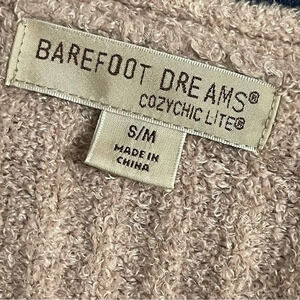 BAREFOOT DREAMS®
COZYCHIC LITE®
S/M
MADE IN
CHINA